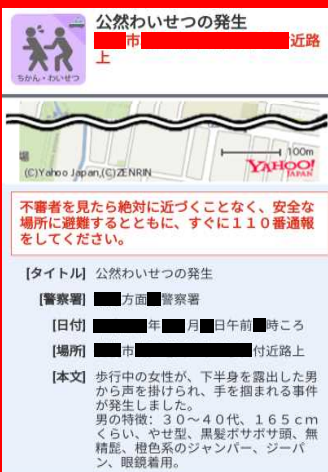 公然わいせつの発生
市 近路
上
ちかん・わいせつ
場
100m
(C)Yahoo Japan,(C)ZENRIN
YAHOO!
JAPAN
不審者を見たら絶対に近づくことなく、安全な
場所に避難するとともに、すぐに１１０番通報
をしてください。
[タイトル] 公然わいせつの発生
[警察署] 方面 警察署
[日付] 年 月 日午前 時ころ
[場所] 市 付近路上
[本文] 歩行中の女性が、下半身を露出した男
から声を掛けられ、手を掴まれる事件
が発生しました。
男の特徴：３０～４０代、１６５ｃｍ
くらい、やせ型、黒髪ボサボサ頭、無
精髭、橙色系のジャンパー、ジーパ
ン、眼鏡着用。